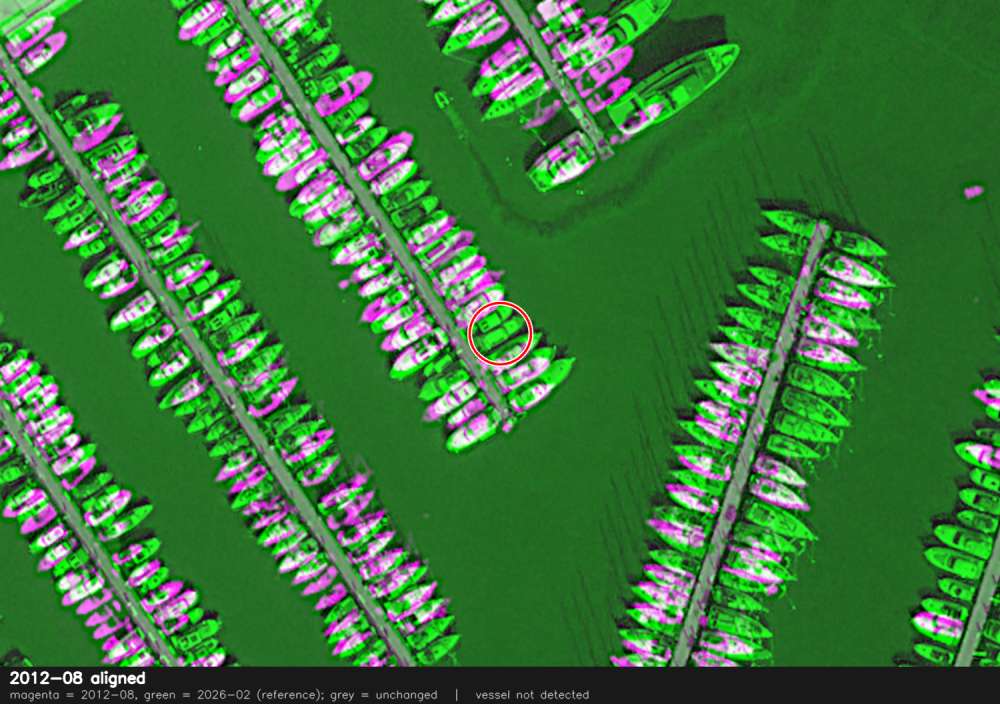 2012-08 aligned
magenta = 2012-08, green = 2026-02 (reference); grey = unchanged | vessel not detected